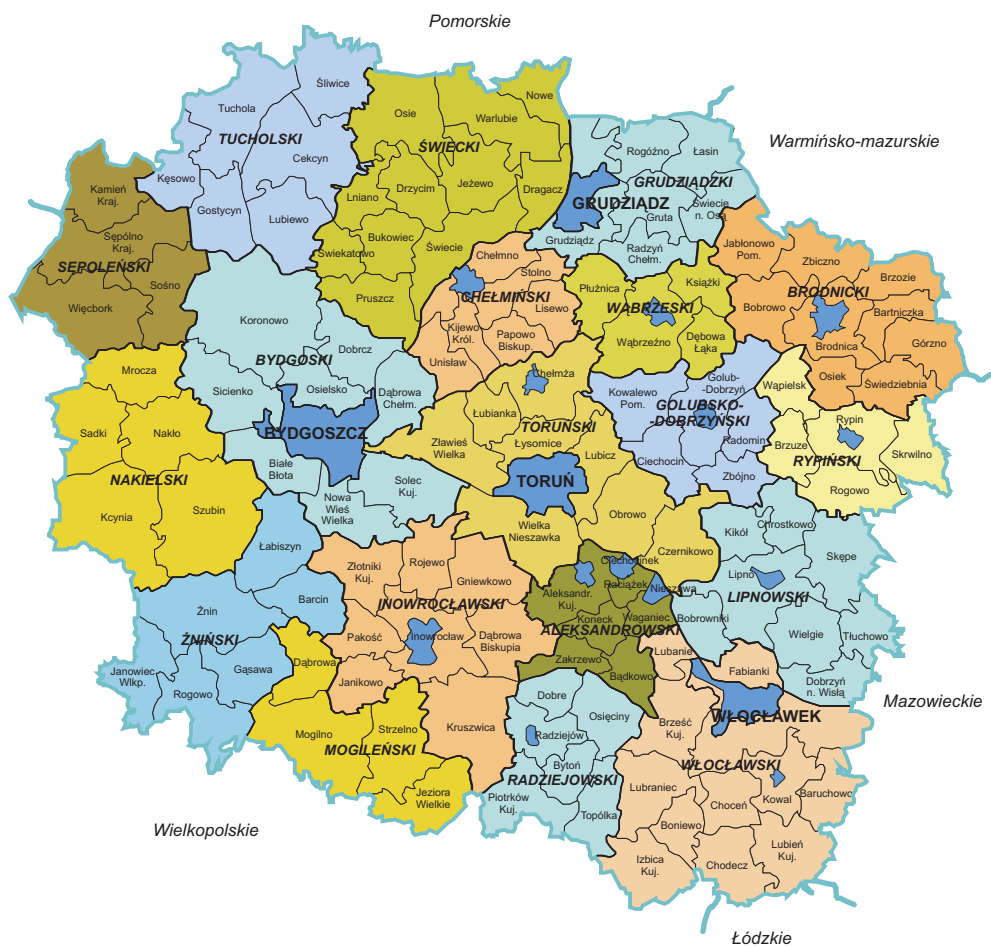 Pomorskie
Warmińsko-mazurskie
Mazowieckie
Łódzkie
Wielkopolskie
TUCHOLSKI
Śliwice
Tuchola
Cekcyn
Kęsowo
Gostycyn
Lubiewo
ŚWIECKI
Nowe
Osie
Warlubie
Drzycim
Jeżewo
Dragacz
Lniano
Bukowiec
Świekatowo
Świecie
Pruszcz
GRUDZIĄDZKI
GRUDZIĄDZ
Rogóźno
Łasin
Świecie
n. Osą
Gruta
Grudziądz
Radzyń
Chełm.
SEPOLEŃSKI
Kamień
Kraj.
Sępólno
Kraj.
Sośno
Więcbork
CHEŁMIŃSKI
Chełmno
Stolno
Lisewo
Kijewo
Król.
Papowo
Biskup.
Unisław
WĄBRZESKI
Płużnica
Książki
Wąbrzeźno
Dębowa
Łąka
BRODNICKI
Jabłonowo
Pom.
Zbiczno
Brzozie
Bobrowo
Bartniczka
Brodnica
Górzno
Osiek
Świedziebnia
BYDGOSKI
BYDGOSZCZ
Koronowo
Dobrcz
Sicienko
Osielsko
Dąbrowa
Chełm.
Białe
Błota
Nowa
Wieś
Wielka
Solec
Kuj.
TORUŃSKI
TORUŃ
Chełmża
Łubianka
Łysomice
Zławieś
Wielka
Lubicz
Obrowo
Wielka
Nieszawka
Czernikowo
GOLUBSKO-
-DOBRZYŃSKI
Kowalewo
Pom.
Golub-
-Dobrzyń
Radomin
Ciechocin
Zbójno
RYPIŃSKI
Wąpielsk
Rypin
Brzuze
Skrwilno
Rogowo
NAKIELSKI
Mrocza
Sadki
Nakło
Kcynia
Szubin
ŻNIŃSKI
Łabiszyn
Barcin
Żnin
Janowiec
Wlkp.
Gąsawa
Rogowo
INOWROCŁAWSKI
Złotniki
Kuj.
Rojewo
Gniewkowo
Pakość
Inowrocław
Dąbrowa
Biskupia
Janikowo
Kruszwica
MOGILEŃSKI
Dąbrowa
Mogilno
Strzelno
Jeziora
Wielkie
ALEKSANDROWSKI
Ciechocinek
Aleksandr.
Kuj.
Raciążek
Nieszawa
Koneck
Waganiec
Zakrzewo
Bądkowo
LIPNOWSKI
Kikół
Chrostkowo
Skępe
Lipno
Bobrowniki
Wielgie
Tłuchowo
Dobrzyń
n. Wisłą
RADZIEJOWSKI
Dobre
Osięciny
Radziejów
Bytoń
Piotrków
Kuj.
Topólka
WŁOCŁAWSKI
WŁOCŁAWEK
Lubanie
Fabianki
Brześć
Kuj.
Lubraniec
Choceń
Kowal
Baruchowo
Boniewo
Izbica
Kuj.
Chodecz
Lubień
Kuj.